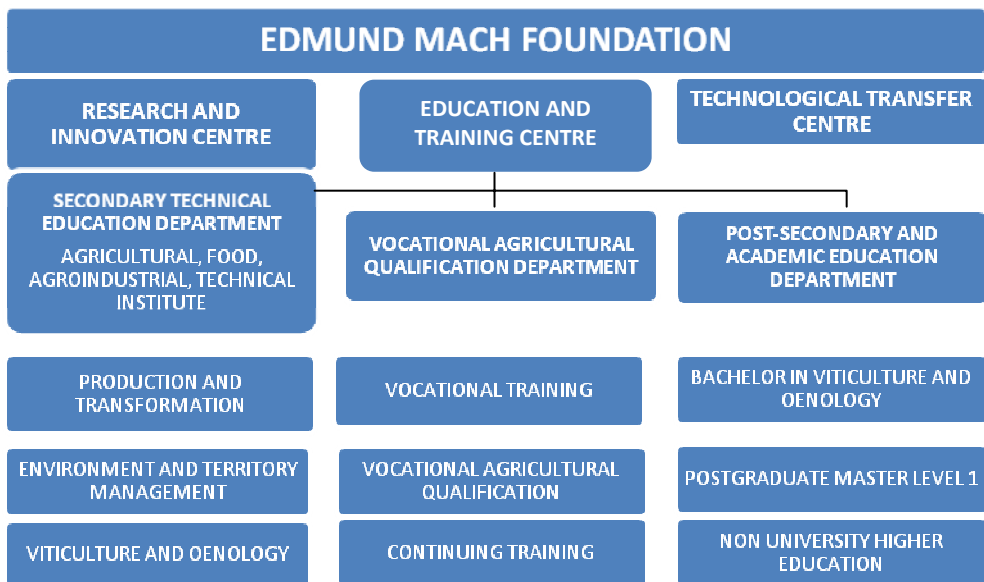 EDMUND MACH FOUNDATION
RESEARCH AND
INNOVATION CENTRE
EDUCATION AND
TRAINING CENTRE
TECHNOLOGICAL TRANSFER
CENTRE
SECONDARY TECHNICAL
EDUCATION DEPARTMENT
AGRICULTURAL, FOOD,
AGROINDUSTRIAL, TECHNICAL
INSTITUTE
VOCATIONAL AGRICULTURAL
QUALIFICATION DEPARTMENT
POST-SECONDARY AND
ACADEMIC EDUCATION
DEPARTMENT
PRODUCTION AND
TRANSFORMATION
VOCATIONAL TRAINING
BACHELOR IN VITICULTURE AND
OENOLOGY
ENVIRONMENT AND TERRITORY
MANAGEMENT
VOCATIONAL AGRICULTURAL
QUALIFICATION
POSTGRADUATE MASTER LEVEL 1
VITICULTURE AND OENOLOGY
CONTINUING TRAINING
NON UNIVERSITY HIGHER
EDUCATION